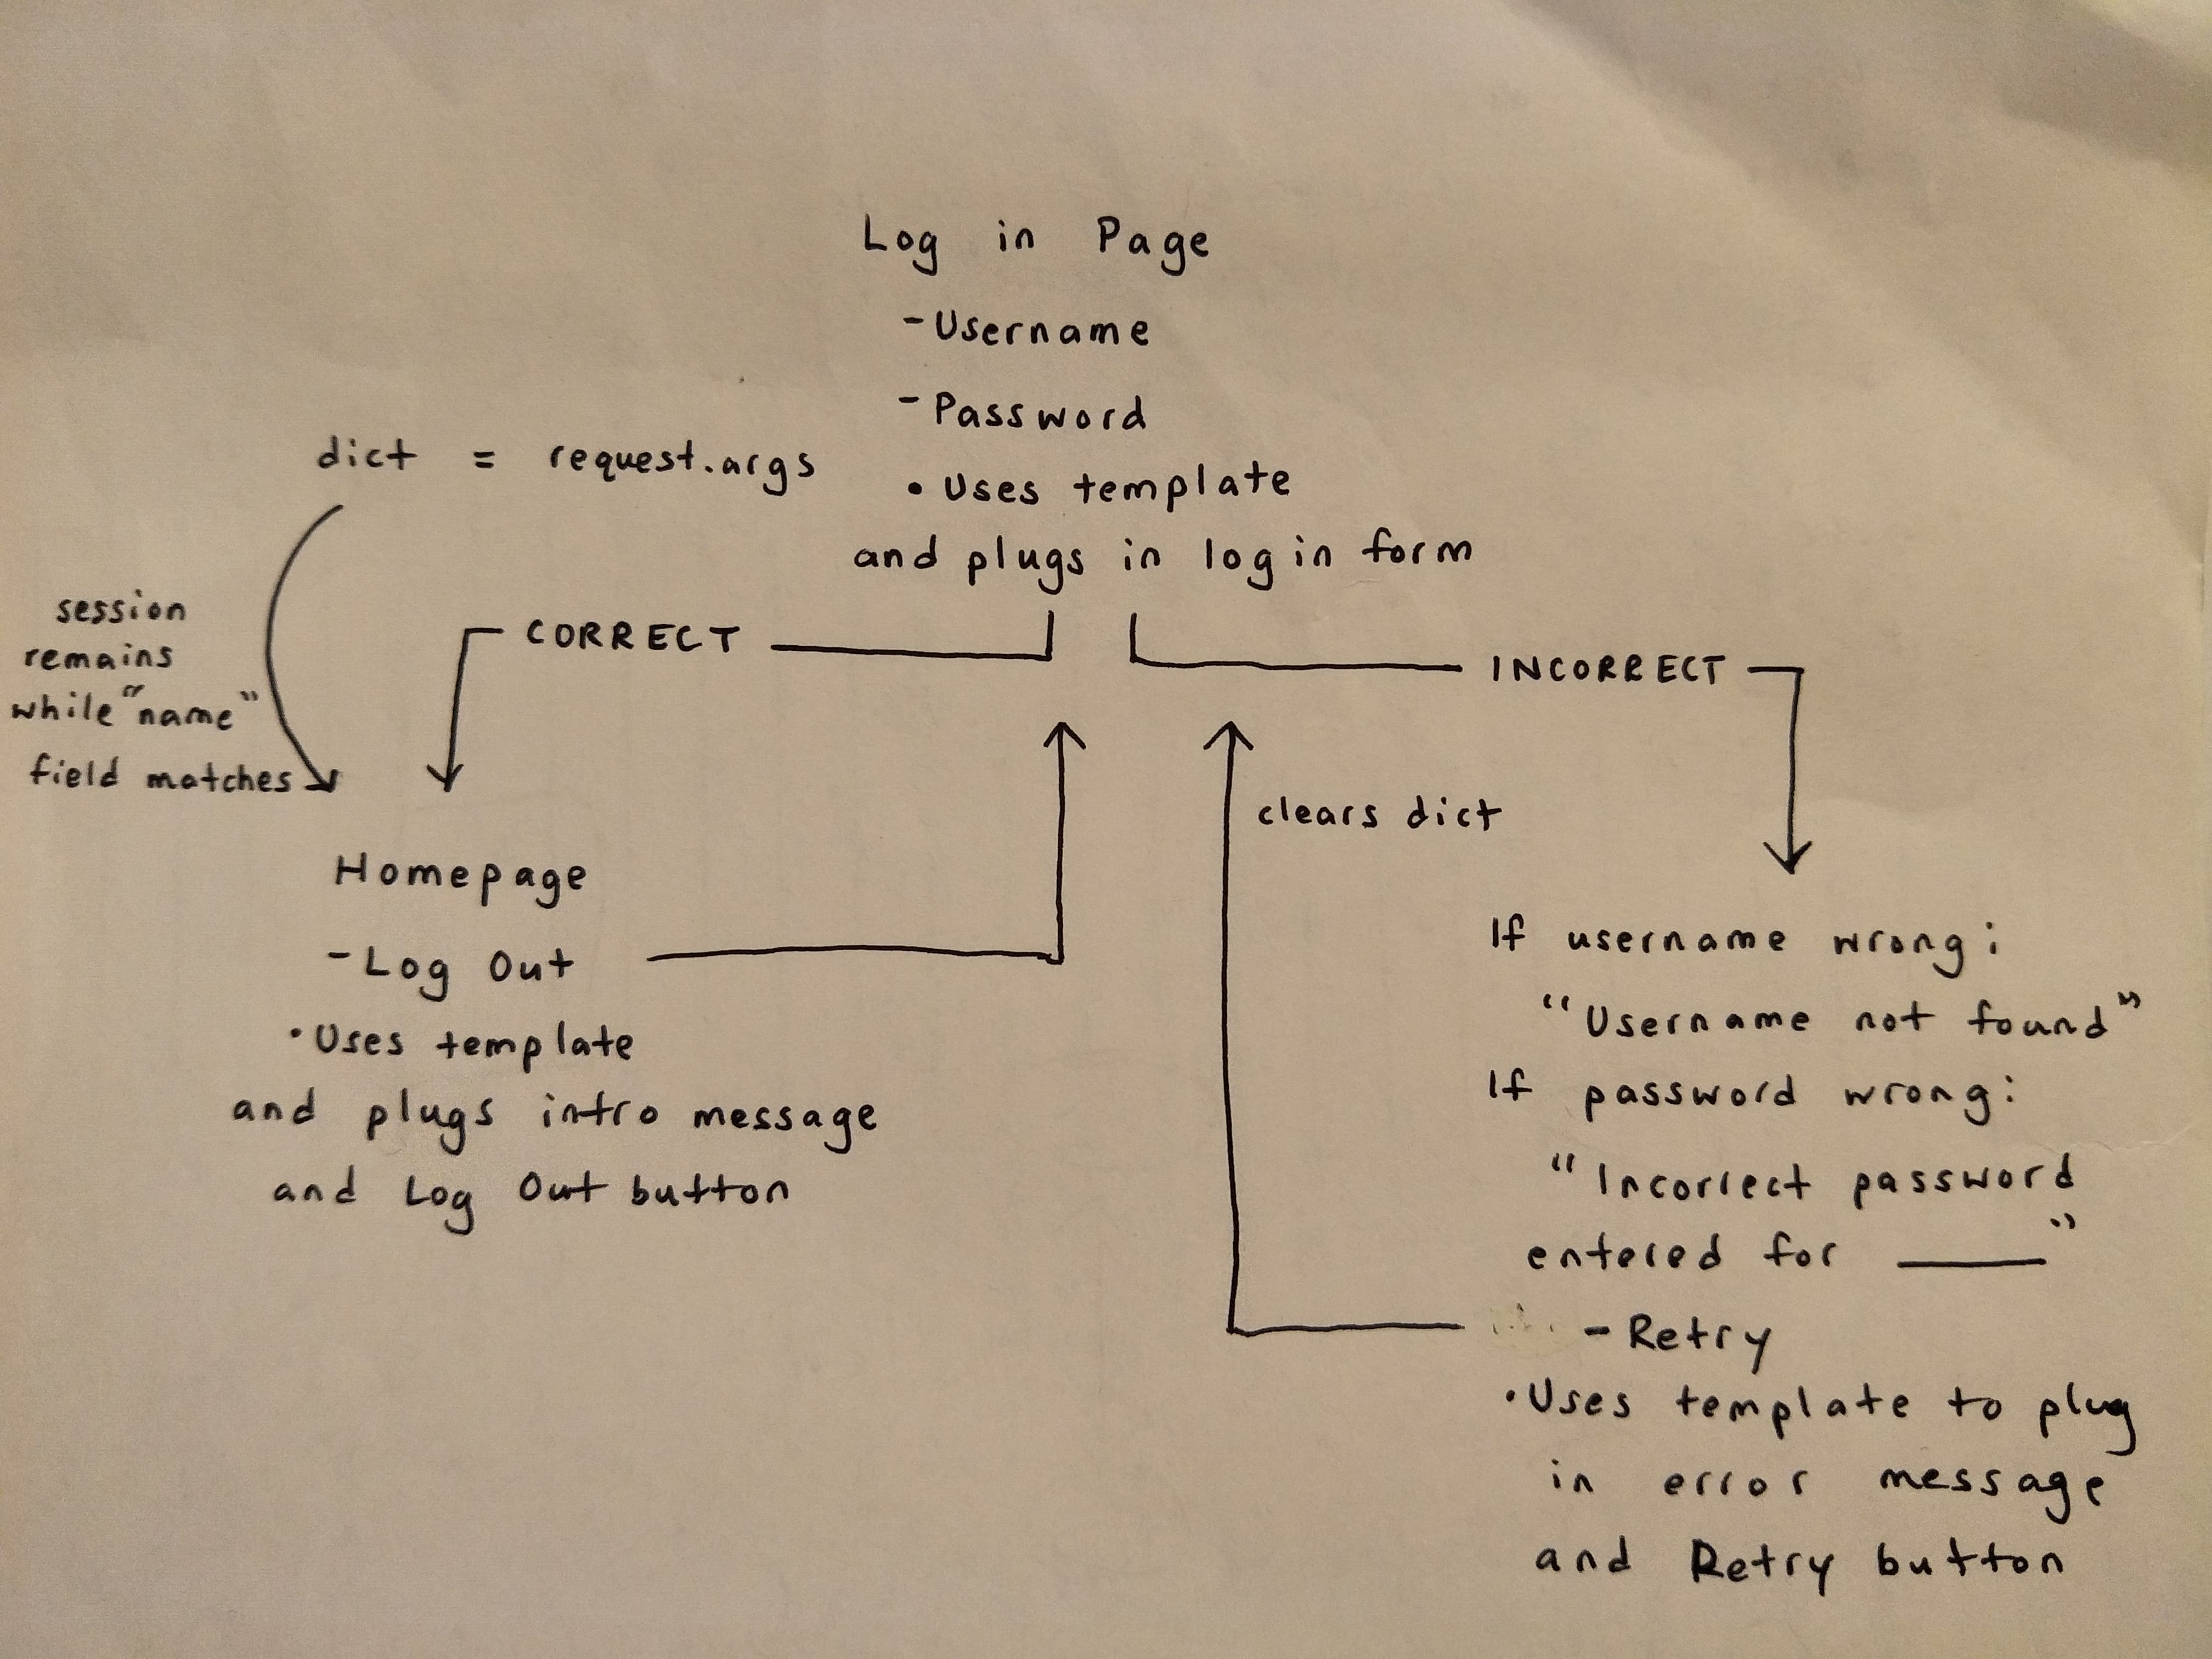 Log in Page
- Username
- Password
• Uses template
and plugs in log in form
dict = request.args
session
remains
while "name"
field matches
CORRECT
INCORRECT
Homepage
- Log Out
• Uses template
and plugs intro message
and Log Out button
clears dict
If username wrong:
"Username not found"
If password wrong:
"Incorrect password
entered for ______"
- Retry
• Uses template to plug
in error message
and Retry button